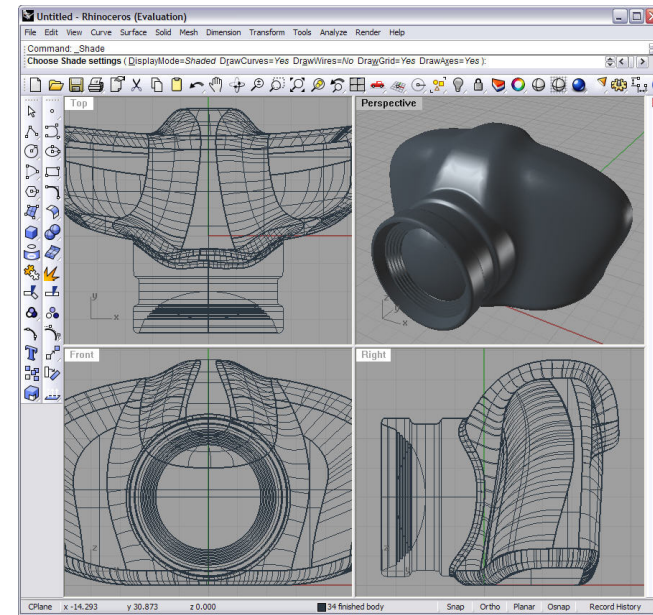 Untitled - Rhinoceros (Evaluation)
File Edit View Curve Surface Solid Mesh Dimension Transform Tools Analyze Render Help
Command: _Shade
Choose Shade settings ( DisplayMode=Shaded DrawCurves=Yes DrawWires=No DrawGrid=Yes DrawAxes=Yes ):
Top
Perspective
y
x
z
y
x
Front
Right
z
x
z
y
CPlane x -14.293 y 30.873 z 0.000 34 finished body Snap Ortho Planar Osnap Record History